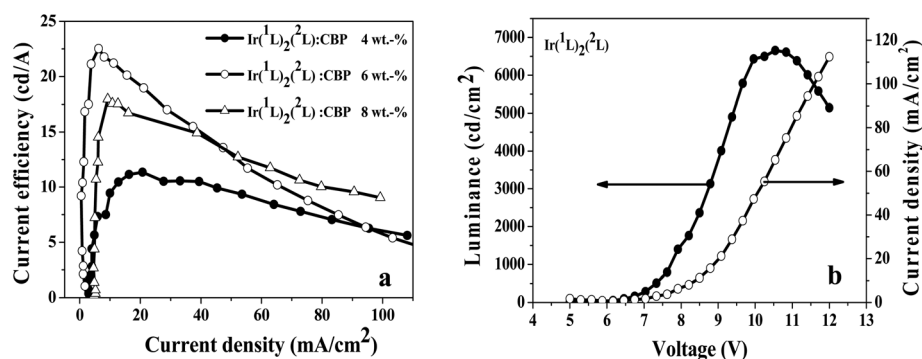 Current efficiency (cd/A)
25
20
15
10
5
0
Ir(¹L)₂(²L):CBP 4 wt.-%
Ir(¹L)₂(²L) :CBP 6 wt.-%
Ir(¹L)₂(²L) :CBP 8 wt.-%
a
0 20 40 60 80 100
Current density (mA/cm²)
Luminance (cd/cm²)
7000
6000
5000
4000
3000
2000
1000
0
Ir(¹L)₂(²L)
b
120
100
80
60
40
20
0
Current density (mA/cm²)
4 5 6 7 8 9 10 11 12 13
Voltage (V)